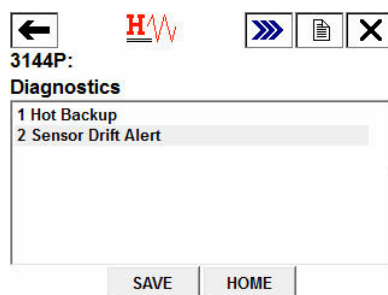 H
3144P:
Diagnostics
1 Hot Backup
2 Sensor Drift Alert
SAVE HOME